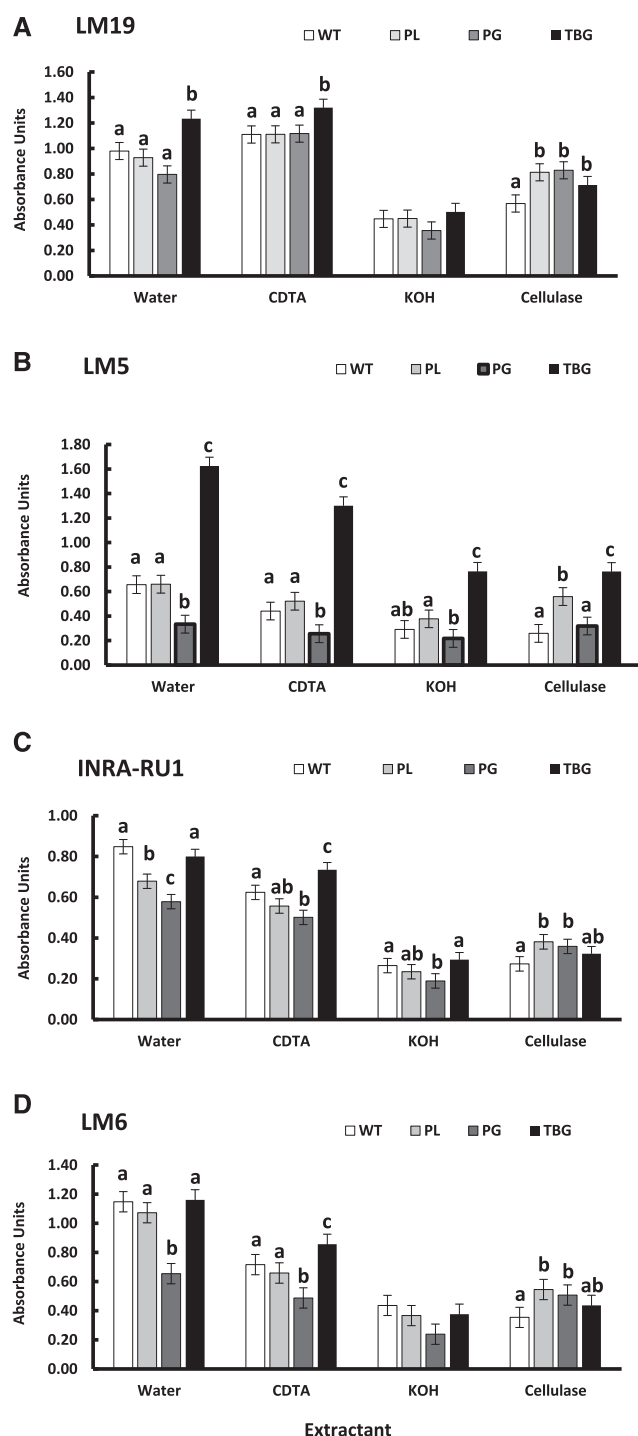 A LM19
WT PL PG TBG
Absorbance Units
1.60
1.40
1.20
1.00
0.80
0.60
0.40
0.20
0.00
a a a b
a a a b
a b b b
Water CDTA KOH Cellulase
B LM5
WT PL PG TBG
Absorbance Units
1.80
1.60
1.40
1.20
1.00
0.80
0.60
0.40
0.20
0.00
a a b c
a a b c
ab a b c
a b a c
Water CDTA KOH Cellulase
C INRA-RU1
WT PL PG TBG
Absorbance Units
1.00
0.80
0.60
0.40
0.20
0.00
a b c a
a ab b c
a ab b a
a b b ab
Water CDTA KOH Cellulase
D LM6
WT PL PG TBG
Absorbance Units
1.40
1.20
1.00
0.80
0.60
0.40
0.20
0.00
a a b a
a a b c
a b b ab
Water CDTA KOH Cellulase
Extractant